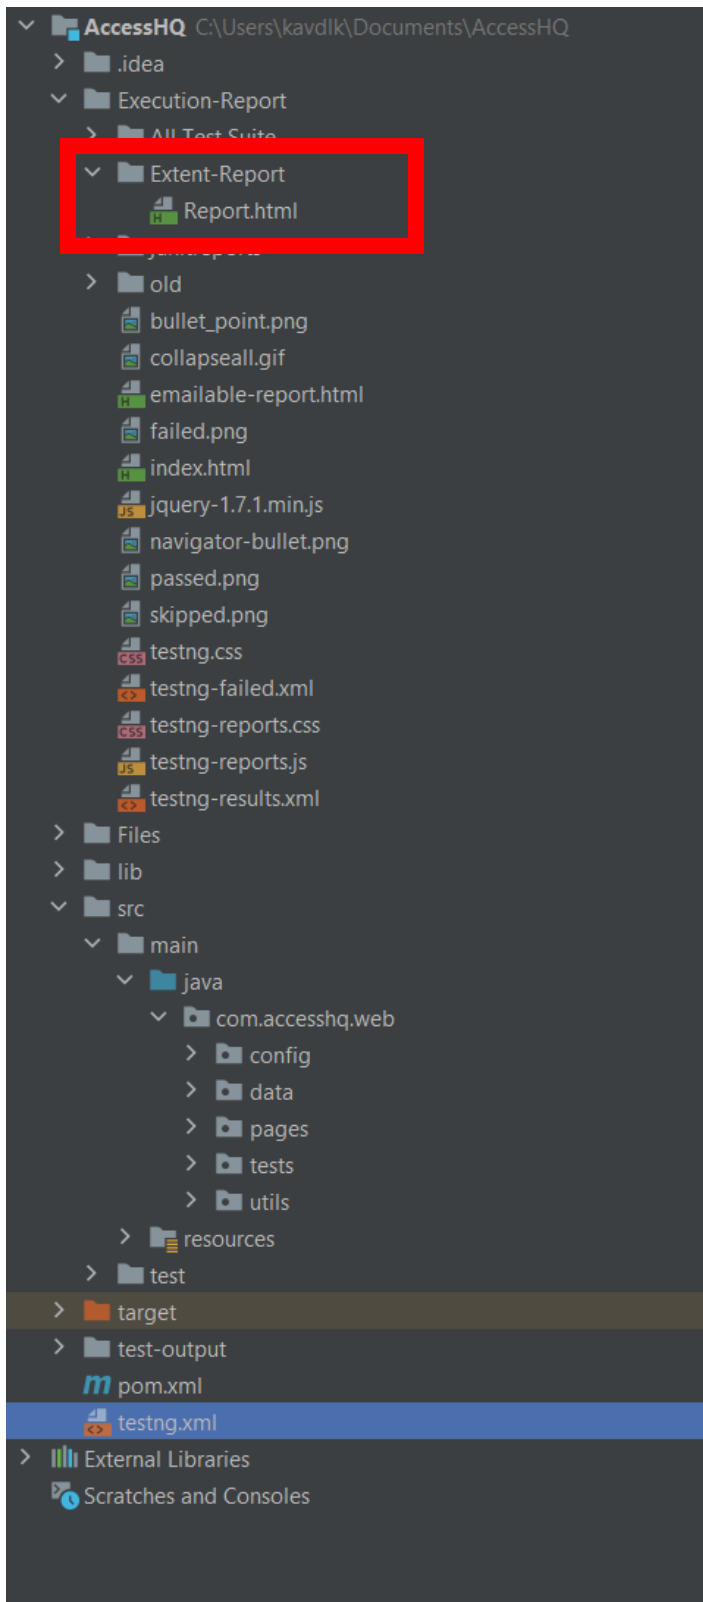 AccessHQ C:\Users\kavdlk\Documents\AccessHQ
.idea
Execution-Report
All Test Suite
Extent-Report
Report.html
junitreports
old
bullet_point.png
collapseall.gif
emailable-report.html
failed.png
index.html
jquery-1.7.1.min.js
navigator-bullet.png
passed.png
skipped.png
testng.css
testng-failed.xml
testng-reports.css
testng-reports.js
testng-results.xml
Files
lib
src
main
java
com.accesshq.web
config
data
pages
tests
utils
resources
test
target
test-output
pom.xml
testng.xml
External Libraries
Scratches and Consoles